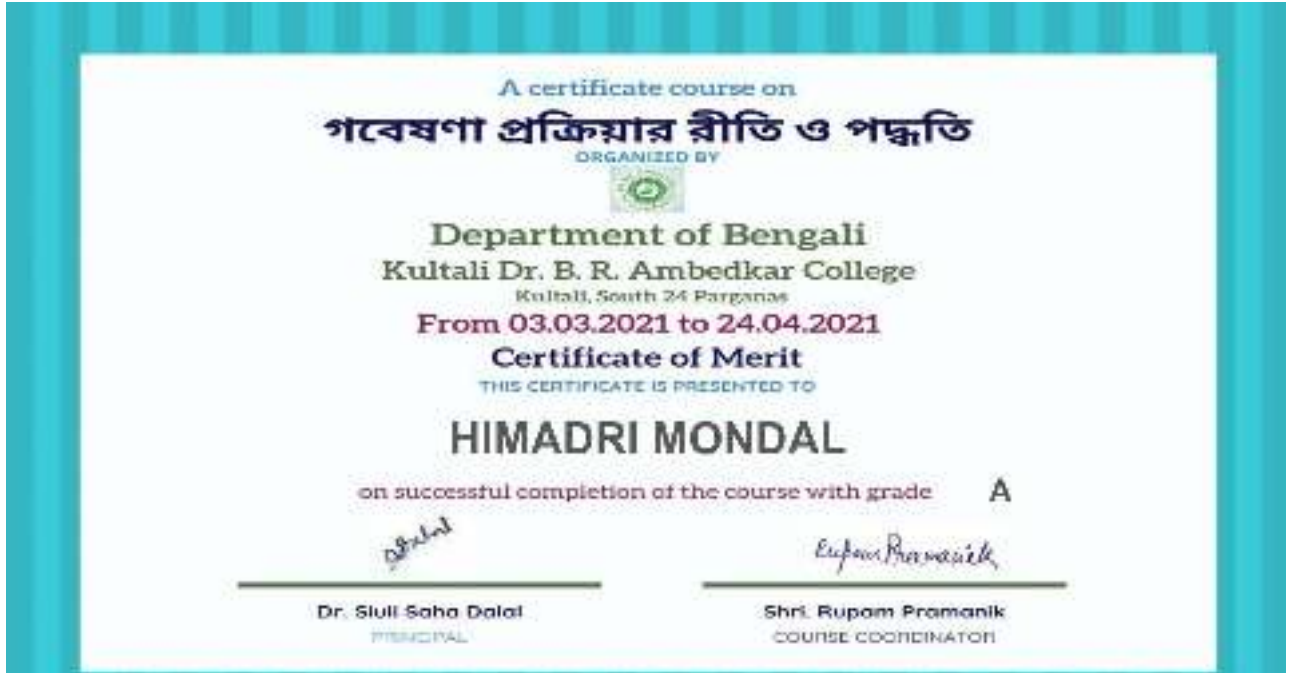 A certificate course on
গবেষণা প্রক্রিয়ার রীতি ও পদ্ধতি
ORGANIZED BY
Department of Bengali
Kultali Dr. B. R. Ambedkar College
Kultali, South 24 Parganas
From 03.03.2021 to 24.04.2021
Certificate of Merit
THIS CERTIFICATE IS PRESENTED TO
HIMADRI MONDAL
on successful completion of the course with grade A
Dr. Siuli Saha Dalal
Shri. Rupam Pramanik
PRINCIPAL
COURSE COORDINATOR